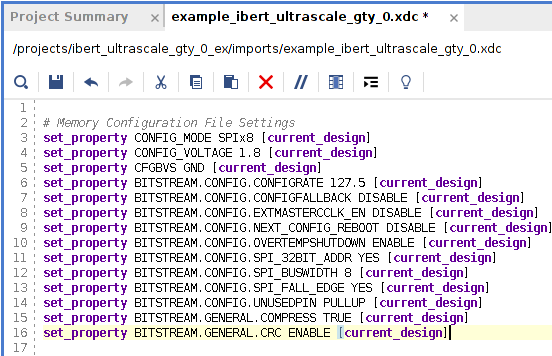 Project Summary × example_ibert_ultrascale_gty_0.xdc * ×
/projects/ibert_ultrascale_gty_0_ex/imports/example_ibert_ultrascale_gty_0.xdc
1
2 # Memory Configuration File Settings
3 set_property CONFIG_MODE SPIx8 [current_design]
4 set_property CONFIG_VOLTAGE 1.8 [current_design]
5 set_property CFGBVS GND [current_design]
6 set_property BITSTREAM.CONFIG.CONFIGRATE 127.5 [current_design]
7 set_property BITSTREAM.CONFIG.CONFIGFALLBACK DISABLE [current_design]
8 set_property BITSTREAM.CONFIG.EXTMASTERCCLK_EN DISABLE [current_design]
9 set_property BITSTREAM.CONFIG.NEXT_CONFIG_REBOOT DISABLE [current_design]
10 set_property BITSTREAM.CONFIG.OVERTEMPSHUTDOWN ENABLE [current_design]
11 set_property BITSTREAM.CONFIG.SPI_32BIT_ADDR YES [current_design]
12 set_property BITSTREAM.CONFIG.SPI_BUSWIDTH 8 [current_design]
13 set_property BITSTREAM.CONFIG.SPI_FALL_EDGE YES [current_design]
14 set_property BITSTREAM.CONFIG.UNUSEDPIN PULLUP [current_design]
15 set_property BITSTREAM.GENERAL.COMPRESS TRUE [current_design]
16 set_property BITSTREAM.GENERAL.CRC ENABLE [current_design]
17